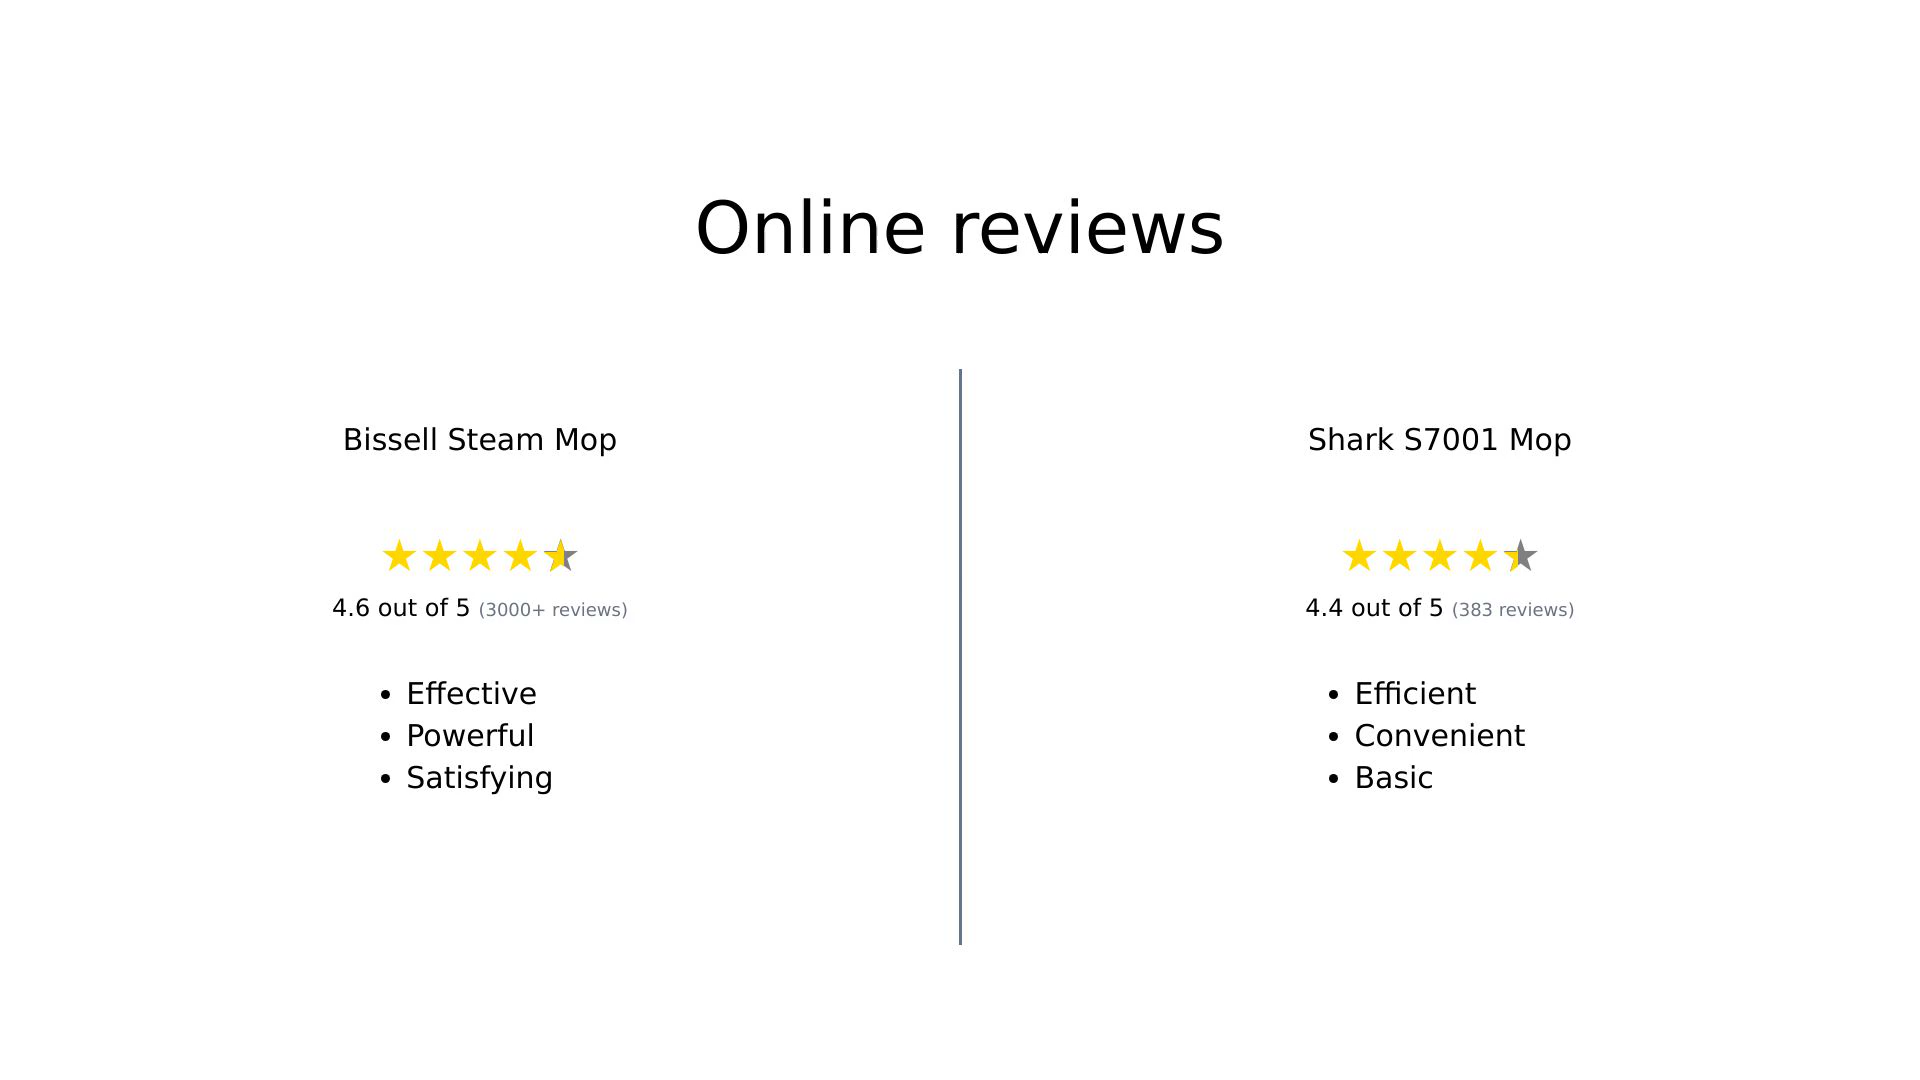 Online reviews
Bissell Steam Mop
4.6 out of 5 (3000+ reviews)
• Effective
• Powerful
• Satisfying
Shark S7001 Mop
4.4 out of 5 (383 reviews)
• Efficient
• Convenient
• Basic